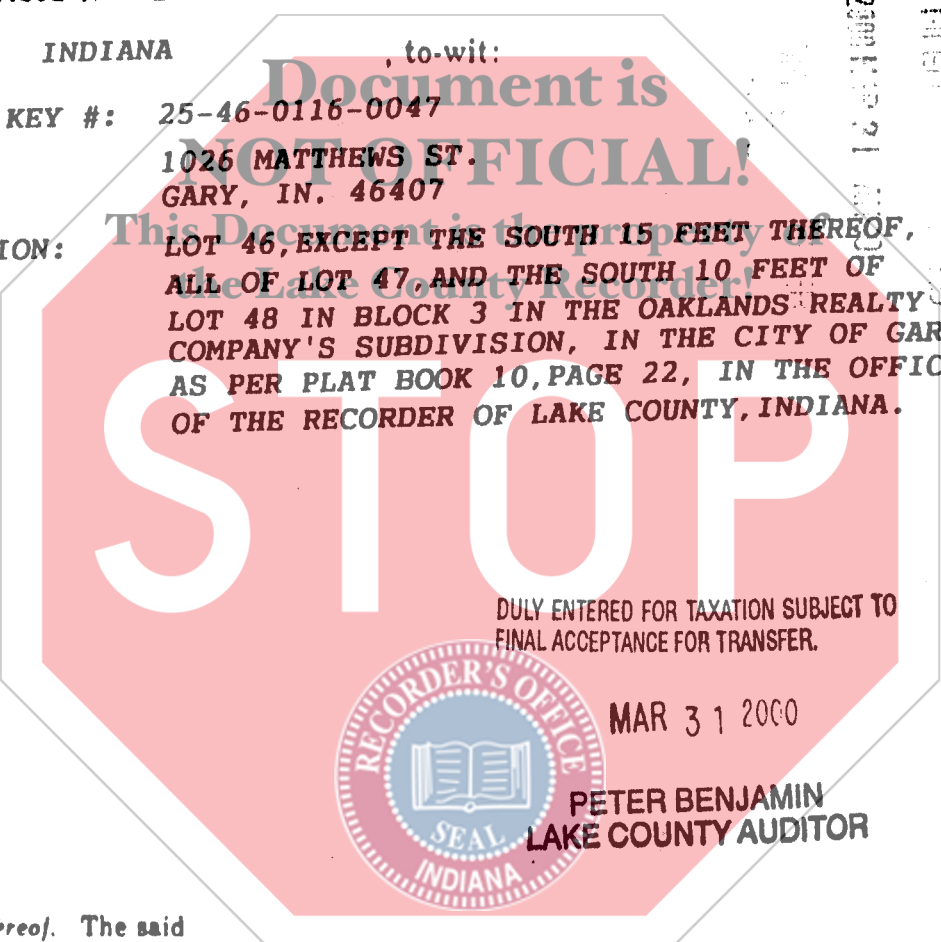 INDIANA , to-wit:
Document is
KEY #: 25-46-0116-0047
NOT OFFICIAL!
1026 MATTHEWS ST.
GARY, IN. 46407
This Document is the property of
the Lake County Recorder!
ION: LOT 46,EXCEPT THE SOUTH 15 FEET THEREOF,
ALL OF LOT 47,AND THE SOUTH 10 FEET OF
LOT 48 IN BLOCK 3 IN THE OAKLANDS REALTY
COMPANY'S SUBDIVISION, IN THE CITY OF GAR
AS PER PLAT BOOK 10,PAGE 22, IN THE OFFIC
OF THE RECORDER OF LAKE COUNTY,INDIANA.
STOP
DULY ENTERED FOR TAXATION SUBJECT TO
FINAL ACCEPTANCE FOR TRANSFER.
MAR 31 2000
PETER BENJAMIN
LAKE COUNTY AUDITOR
RECORDER'S OFFICE
SEAL
INDIANA
ereof. The said